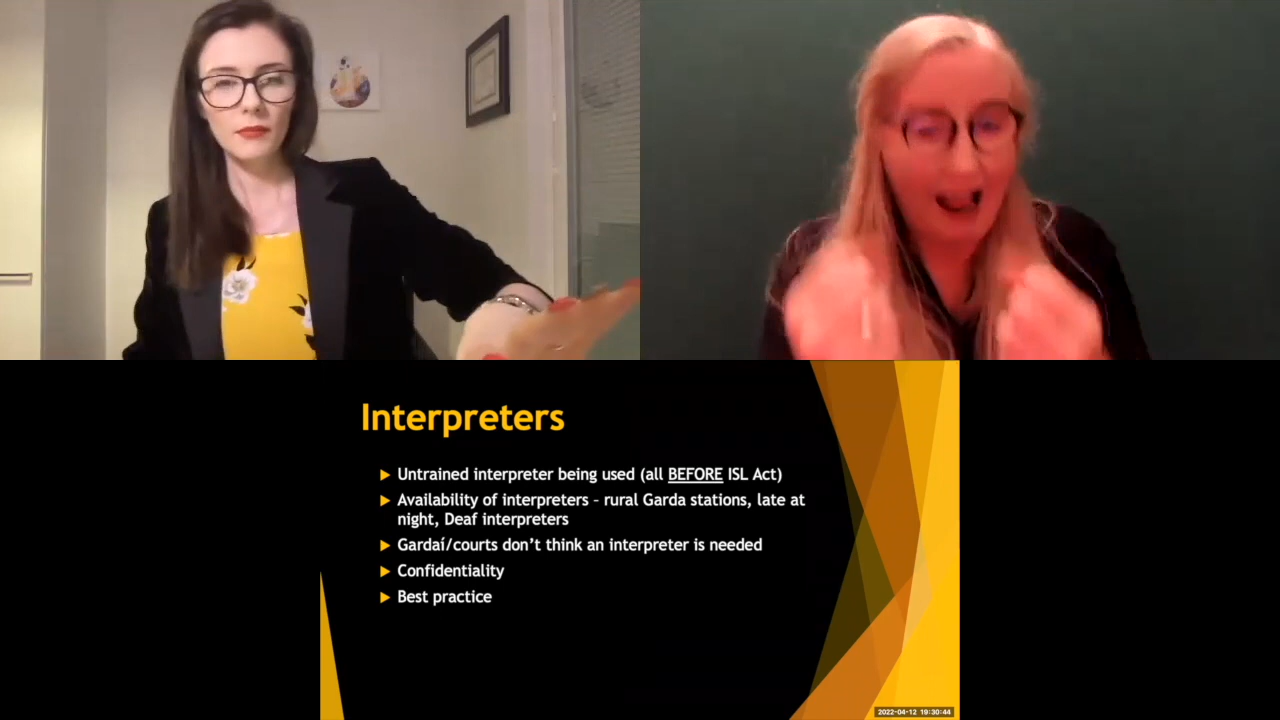 Interpreters
Untrained interpreter being used (all BEFORE ISL Act)
Availability of interpreters – rural Garda stations, late at
night, Deaf interpreters
Gardaí/courts don't think an interpreter is needed
Confidentiality
Best practice
2022-04-12 19:30:44